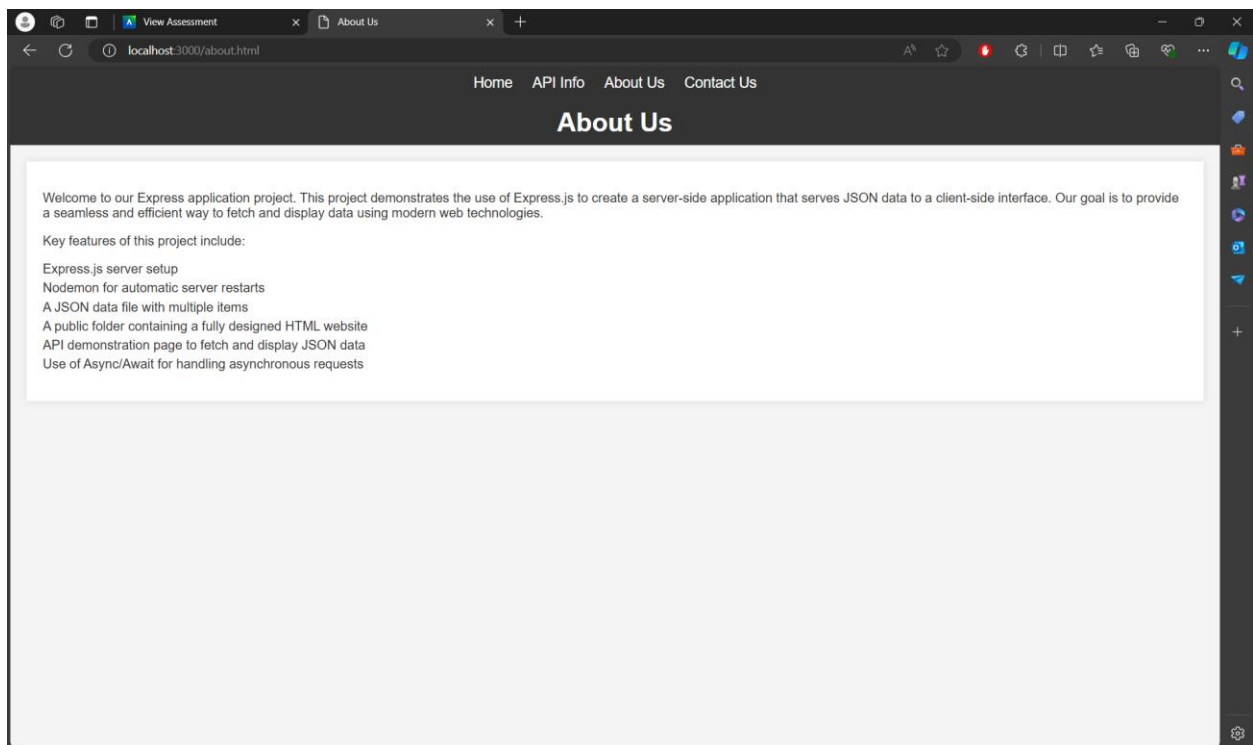 View Assessment
About Us
localhost:3000/about.html
Home API Info About Us Contact Us
About Us
Welcome to our Express application project. This project demonstrates the use of Express.js to create a server-side application that serves JSON data to a client-side interface. Our goal is to provide
a seamless and efficient way to fetch and display data using modern web technologies.
Key features of this project include:
Express.js server setup
Nodemon for automatic server restarts
A JSON data file with multiple items
A public folder containing a fully designed HTML website
API demonstration page to fetch and display JSON data
Use of Async/Await for handling asynchronous requests